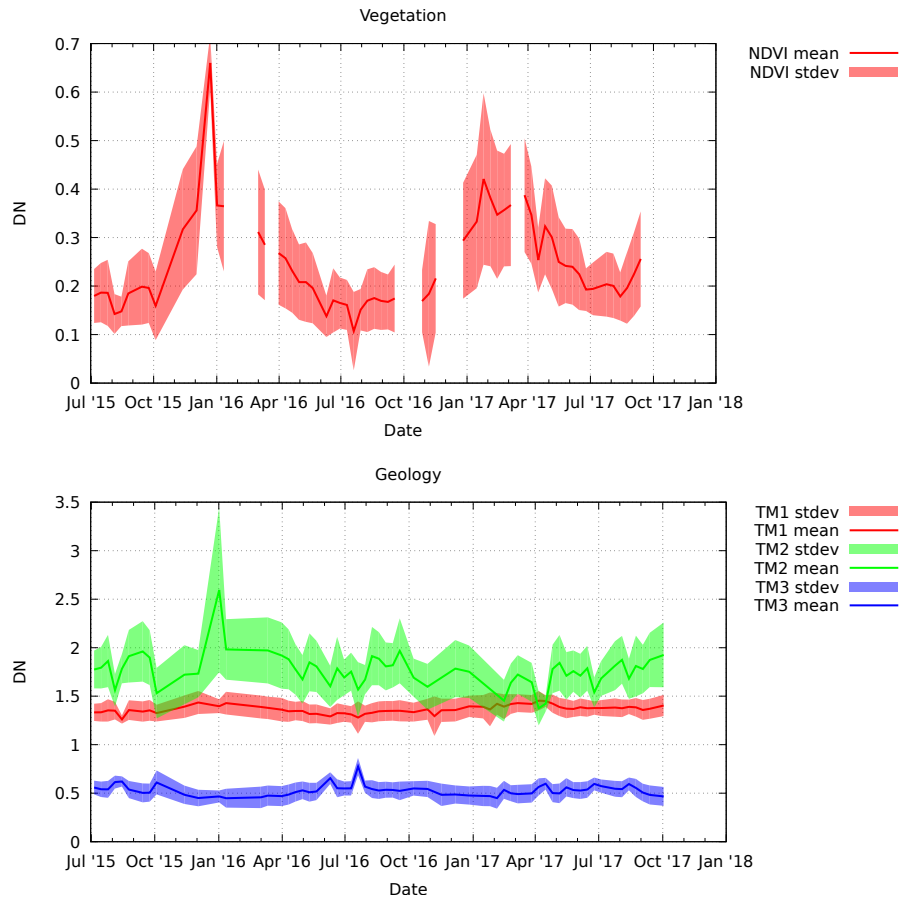 Vegetation
NDVI mean
NDVI stdev
0.7
0.6
0.5
0.4
0.3
0.2
0.1
0
DN
Jul '15 Oct '15 Jan '16 Apr '16 Jul '16 Oct '16 Jan '17 Apr '17 Jul '17 Oct '17 Jan '18
Date
Geology
TM1 stdev
TM1 mean
TM2 stdev
TM2 mean
TM3 stdev
TM3 mean
3.5
3
2.5
2
1.5
1
0.5
0
DN
Jul '15 Oct '15 Jan '16 Apr '16 Jul '16 Oct '16 Jan '17 Apr '17 Jul '17 Oct '17 Jan '18
Date